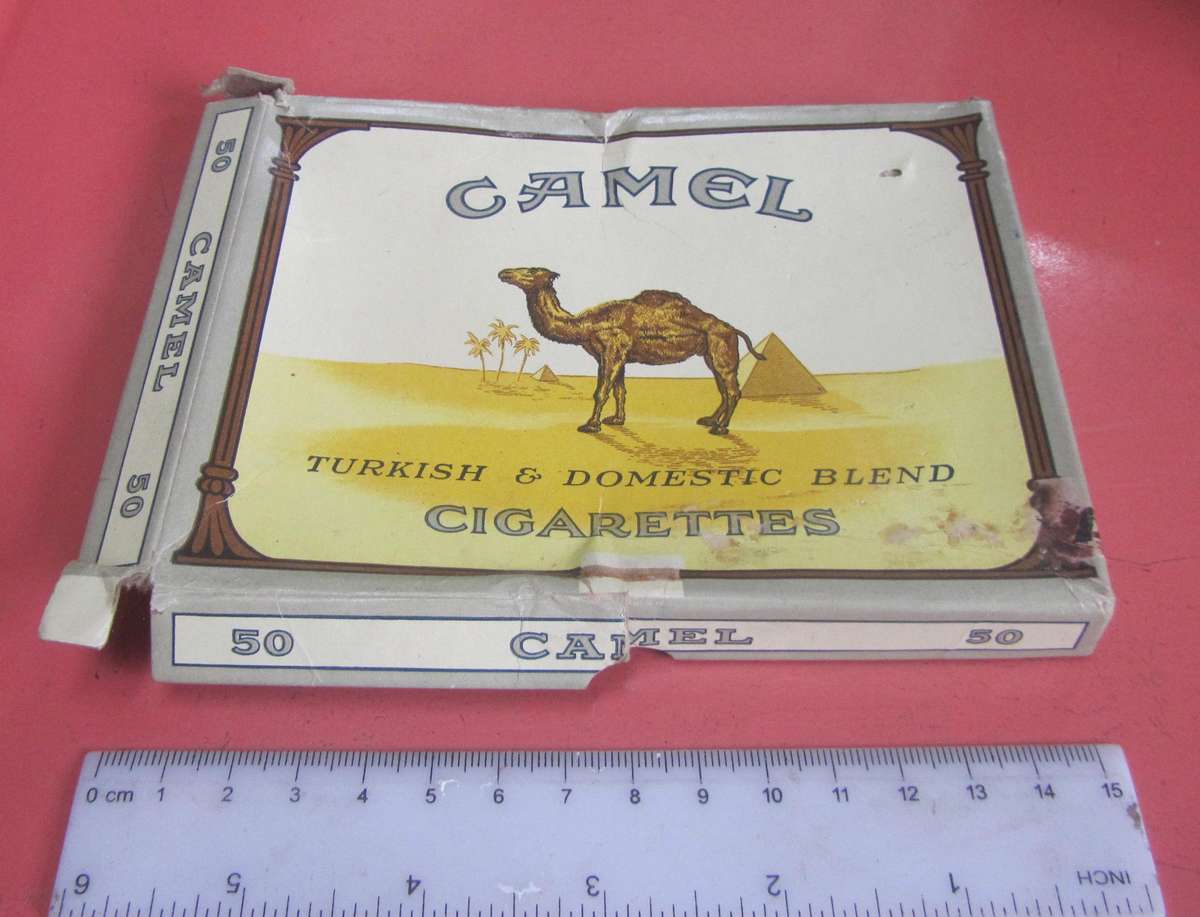 CAMEL
TURKISH & DOMESTIC BLEND
CIGARETTES
50 CAMEL 50
50 CAMEL 50
0 cm 1 2 3 4 5 6 7 8 9 10 11 12 13 14 15
6 5 4 3 2 1 INCH